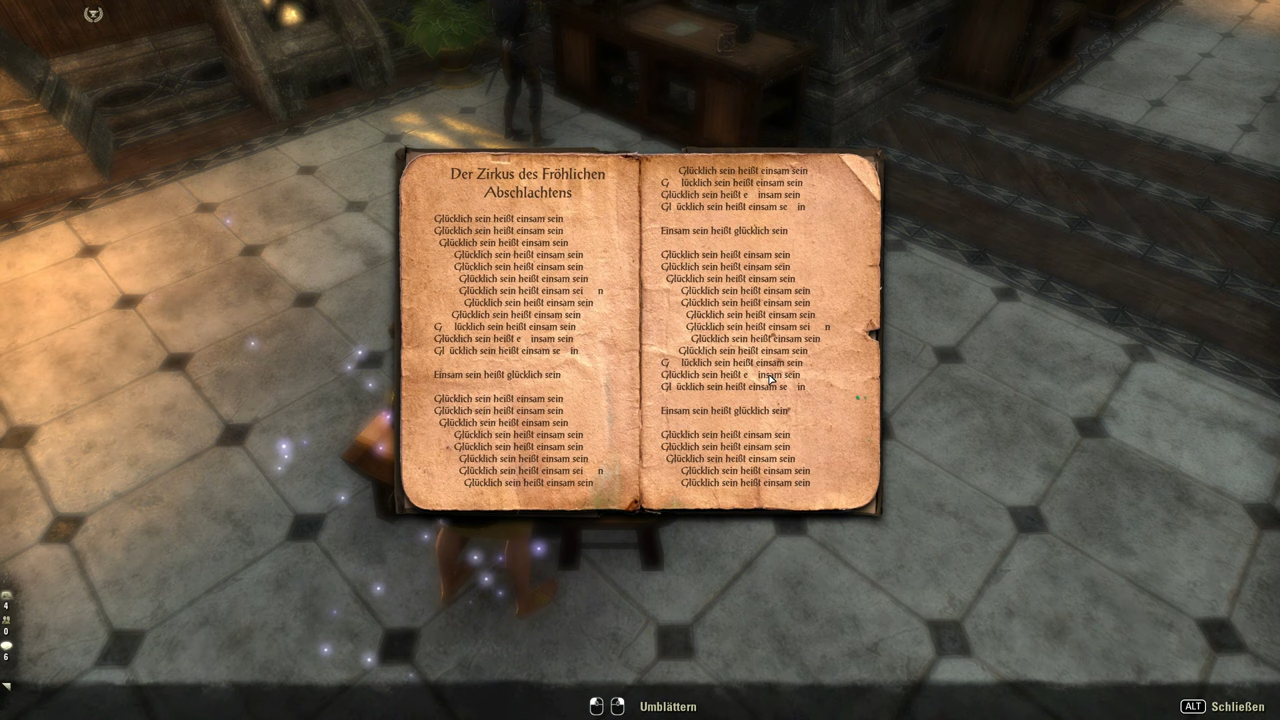 Der Zirkus des Fröhlichen
Abschlachtens
Glücklich sein heißt einsam sein
Glücklich sein heißt einsam sein
Glücklich sein heißt einsam sein
Glücklich sein heißt einsam sein
Glücklich sein heißt einsam sein
Glücklich sein heißt einsam sein
Glücklich sein heißt einsam sei n
Glücklich sein heißt einsam sein
Glücklich sein heißt einsam sein
G lücklich sein heißt einsam sein
Glücklich sein heißt e insam sein
Gl ücklich sein heißt einsam se in
Einsam sein heißt glücklich sein
Glücklich sein heißt einsam sein
Glücklich sein heißt einsam sein
Glücklich sein heißt einsam sein
Glücklich sein heißt einsam sein
Glücklich sein heißt einsam sein
Glücklich sein heißt einsam sein
Glücklich sein heißt einsam sei n
Glücklich sein heißt einsam sein
Glücklich sein heißt einsam sein
G lücklich sein heißt einsam sein
Glücklich sein heißt e insam sein
Gl ücklich sein heißt einsam se in
Einsam sein heißt glücklich sein
Glücklich sein heißt einsam sein
Glücklich sein heißt einsam sein
Glücklich sein heißt einsam sein
Glücklich sein heißt einsam sein
Glücklich sein heißt einsam sein
Glücklich sein heißt einsam sein
Glücklich sein heißt einsam sei n
Glücklich sein heißt einsam sein
Glücklich sein heißt einsam sein
G lücklich sein heißt einsam sein
Glücklich sein heißt e insam sein
Gl ücklich sein heißt einsam se in
Einsam sein heißt glücklich sein
Glücklich sein heißt einsam sein
Glücklich sein heißt einsam sein
Glücklich sein heißt einsam sein
Glücklich sein heißt einsam sein
Glücklich sein heißt einsam sein
4
0
6
Umblättern
ALT Schließen